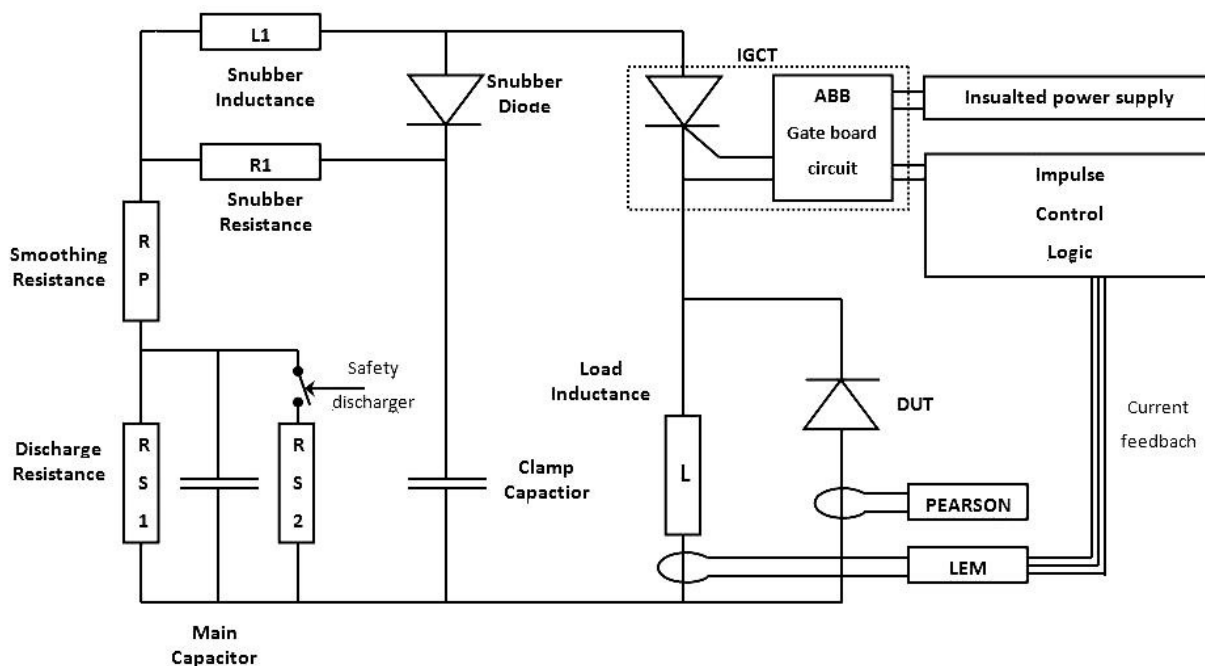 L1
Snubber
Inductance
Snubber
Diode
IGCT
ABB
Gate board
circuit
Insualted power supply
R1
Snubber
Resistance
Impulse
Control
Logic
Smoothing
Resistance
R
P
Safety
discharger
Load
Inductance
DUT
Current
feedbach
Discharge
Resistance
R
S
1
R
S
2
Clamp
Capactior
L
PEARSON
LEM
Main
Capacitor